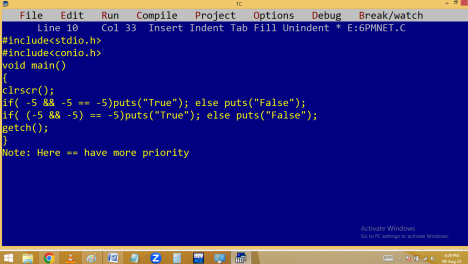 TC
File Edit Run Compile Project Options Debug Break/watch
Line 10 Col 33 Insert Indent Tab Fill Unindent * E:6PMNET.C
#include<stdio.h>
#include<conio.h>
void main()
{
clrscr();
if( -5 && -5 == -5)puts("True"); else puts("False");
if( (-5 && -5) == -5)puts("True"); else puts("False");
getch();
}
Note: Here == have more priority
Activate Windows
Go to PC settings to activate Windows.